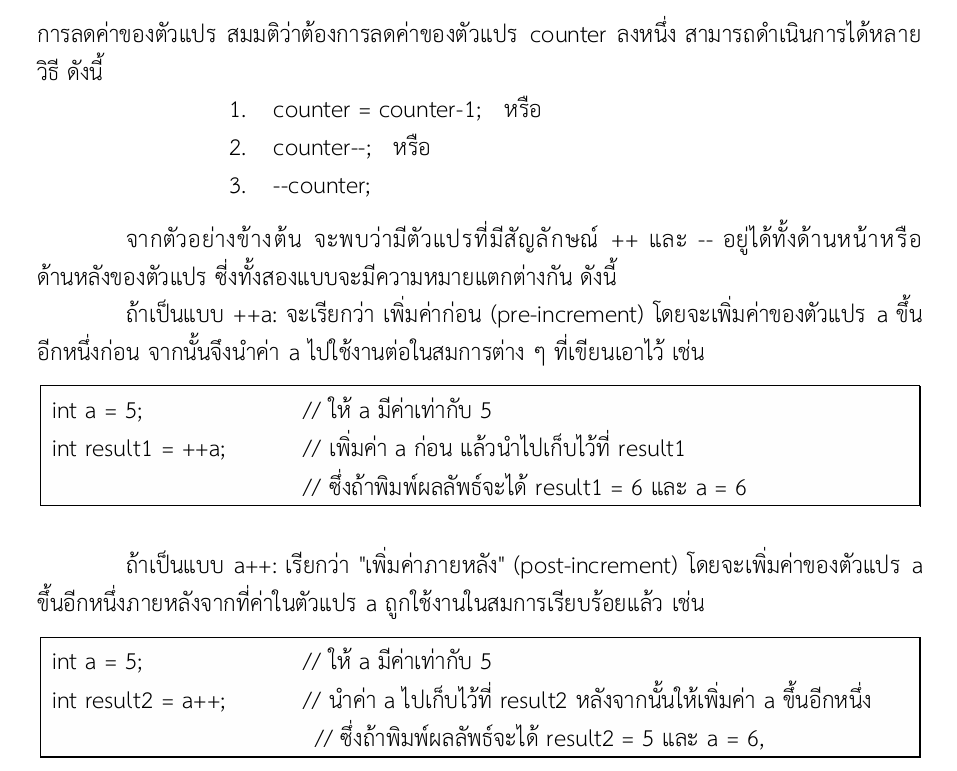 การลดค่าของตัวแปร สมมติว่าต้องการลดค่าของตัวแปร counter ลงหนึ่ง สามารถดำเนินการได้หลาย
วิธี ดังนี้
1. counter = counter-1; หรือ
2. counter--; หรือ
3. --counter;
จากตัวอย่างข้างต้น จะพบว่ามีตัวแปรที่มีสัญลักษณ์ ++ และ -- อยู่ได้ทั้งด้านหน้าหรือ
ด้านหลังของตัวแปร ซึ่งทั้งสองแบบจะมีความหมายแตกต่างกัน ดังนี้
ถ้าเป็นแบบ ++a: จะเรียกว่า เพิ่มค่าก่อน (pre-increment) โดยจะเพิ่มค่าของตัวแปร a ขึ้น
อีกหนึ่งก่อน จากนั้นจึงนำค่า a ไปใช้งานต่อในสมการต่าง ๆ ที่เขียนเอาไว้ เช่น
int a = 5; // ให้ a มีค่าเท่ากับ 5
int result1 = ++a; // เพิ่มค่า a ก่อน แล้วนำไปเก็บไว้ที่ result1
// ซึ่งถ้าพิมพ์ผลลัพธ์จะได้ result1 = 6 และ a = 6
ถ้าเป็นแบบ a++: เรียกว่า "เพิ่มค่าภายหลัง" (post-increment) โดยจะเพิ่มค่าของตัวแปร a
ขึ้นอีกหนึ่งภายหลังจากที่ค่าในตัวแปร a ถูกใช้งานในสมการเรียบร้อยแล้ว เช่น
int a = 5; // ให้ a มีค่าเท่ากับ 5
int result2 = a++; // นำค่า a ไปเก็บไว้ที่ result2 หลังจากนั้นให้เพิ่มค่า a ขึ้นอีกหนึ่ง
// ซึ่งถ้าพิมพ์ผลลัพธ์จะได้ result2 = 5 และ a = 6,